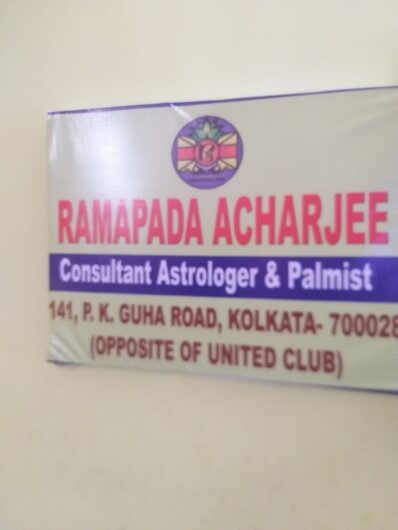 RAMAPADA ACHARJEE
Consultant Astrologer & Palmist
141, P. K. GUHA ROAD, KOLKATA- 700028
(OPPOSITE OF UNITED CLUB)